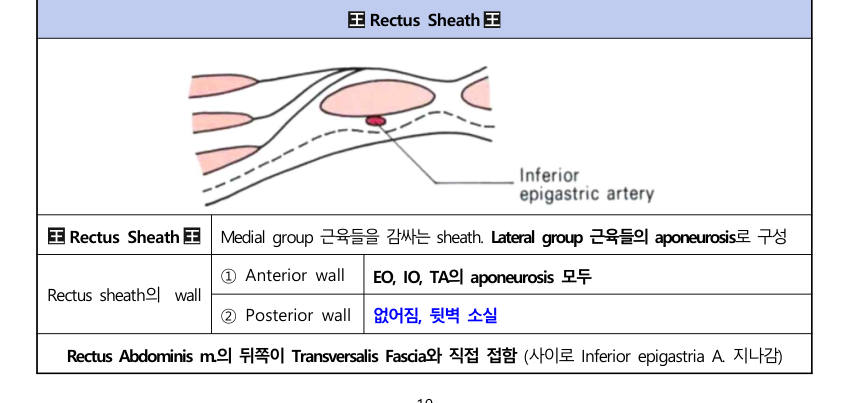 王 Rectus Sheath 王
Inferior
epigastric artery
王 Rectus Sheath 王
Medial group 근육들을 감싸는 sheath. Lateral group 근육들의 aponeurosis로 구성
Rectus sheath의 wall
① Anterior wall
EO, IO, TA의 aponeurosis 모두
② Posterior wall
없어짐, 뒷벽 소실
Rectus Abdominis m.의 뒤쪽이 Transversalis Fascia와 직접 접함 (사이로 Inferior epigastria A. 지나감)